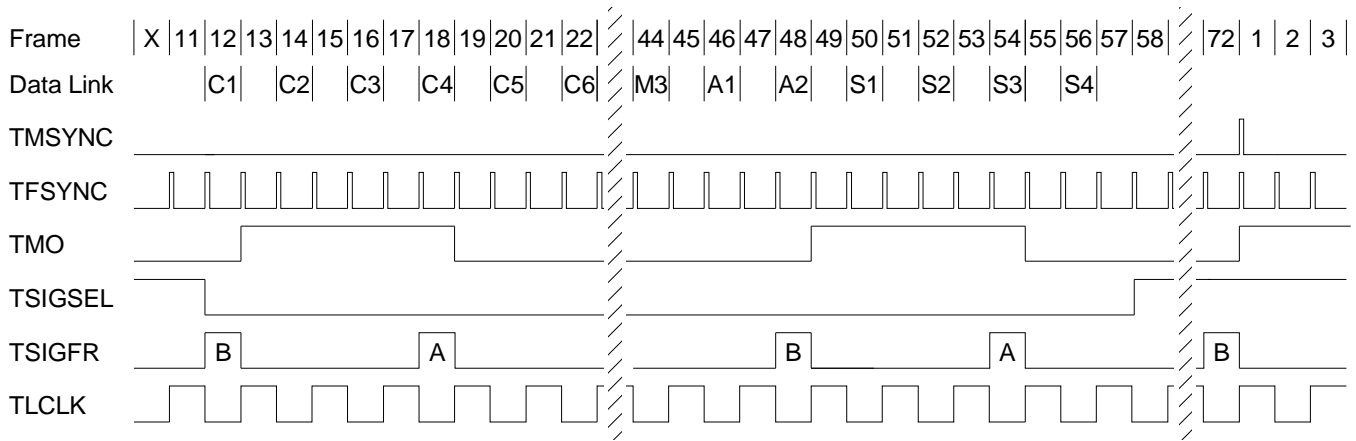 Frame X 11 12 13 14 15 16 17 18 19 20 21 22 44 45 46 47 48 49 50 51 52 53 54 55 56 57 58 72 1 2 3
Data Link C1 C2 C3 C4 C5 C6 M3 A1 A2 S1 S2 S3 S4
TMSYNC
TFSYNC
TMO
TSIGSEL
TSIGFR B A B A B
TLCLK